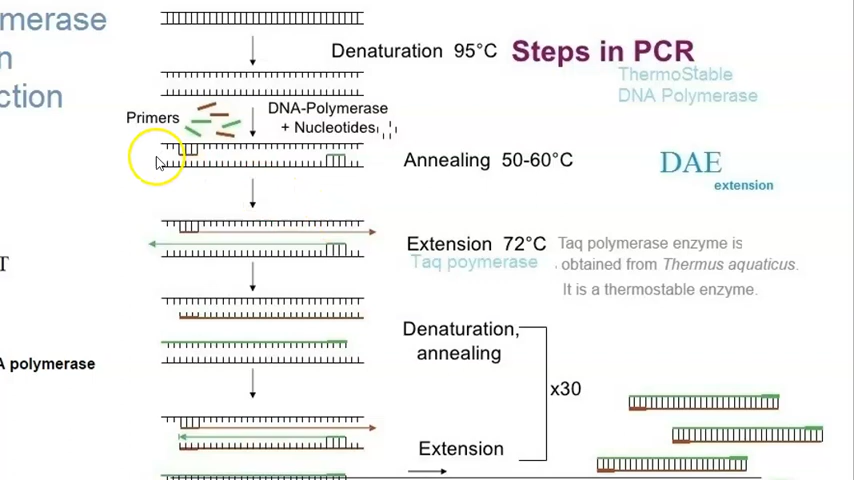 merase
n
ction
Denaturation 95°C
Steps in PCR
ThermoStable
DNA Polymerase
Primers
DNA-Polymerase
+ Nucleotides
Annealing 50-60°C
DAE
extension
Extension 72°C
Taq poymerase
Taq polymerase enzyme is
obtained from Thermus aquaticus.
It is a thermostable enzyme.
T
Denaturation,
annealing
A polymerase
x30
Extension